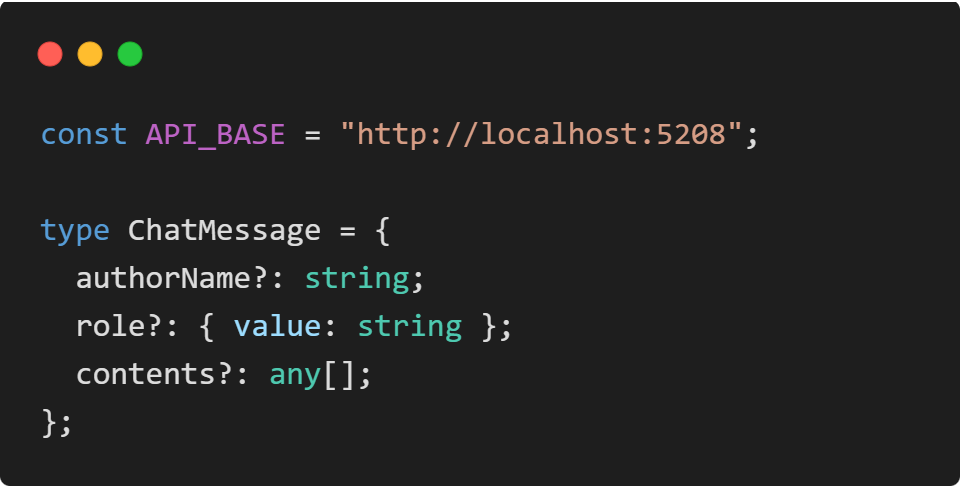 const API_BASE = "http://localhost:5208";

type ChatMessage = {
  authorName?: string;
  role?: { value: string };
  contents?: any[];
};